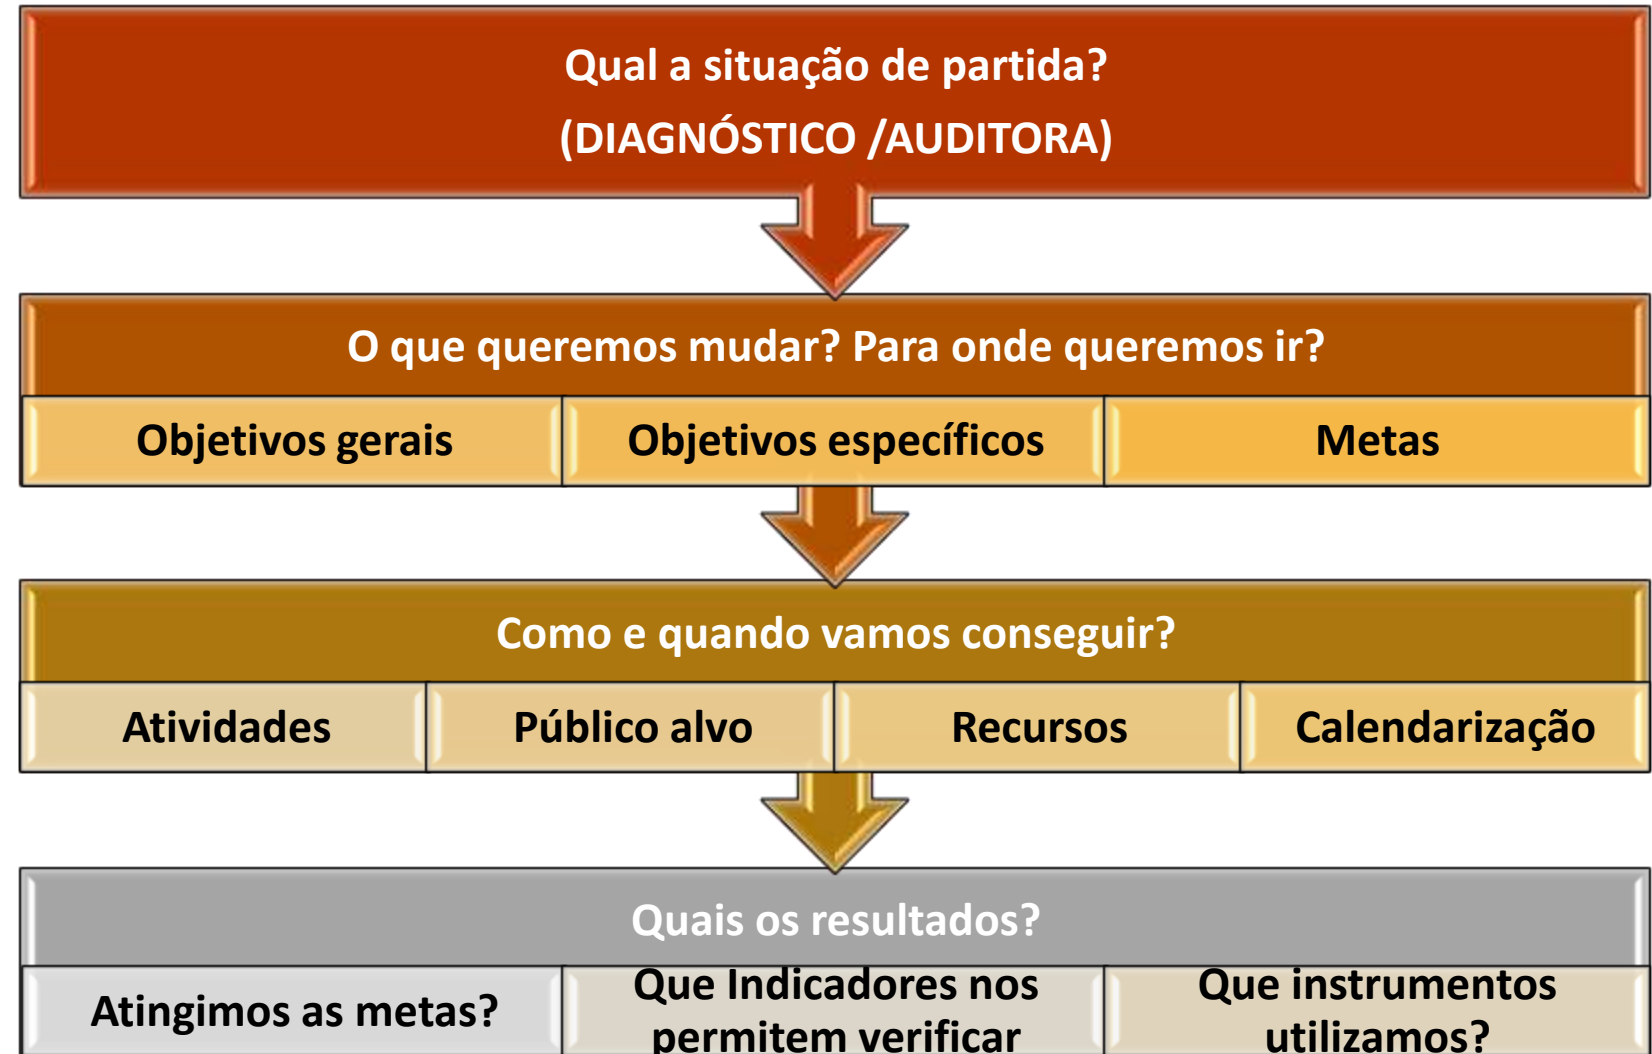 Qual a situação de partida?
(DIAGNÓSTICO /AUDITORA)
O que queremos mudar? Para onde queremos ir?
Objetivos gerais
Objetivos específicos
Metas
Como e quando vamos conseguir?
Atividades
Público alvo
Recursos
Calendarização
Quais os resultados?
Atingimos as metas?
Que Indicadores nos
permitem verificar
Que instrumentos
utilizamos?